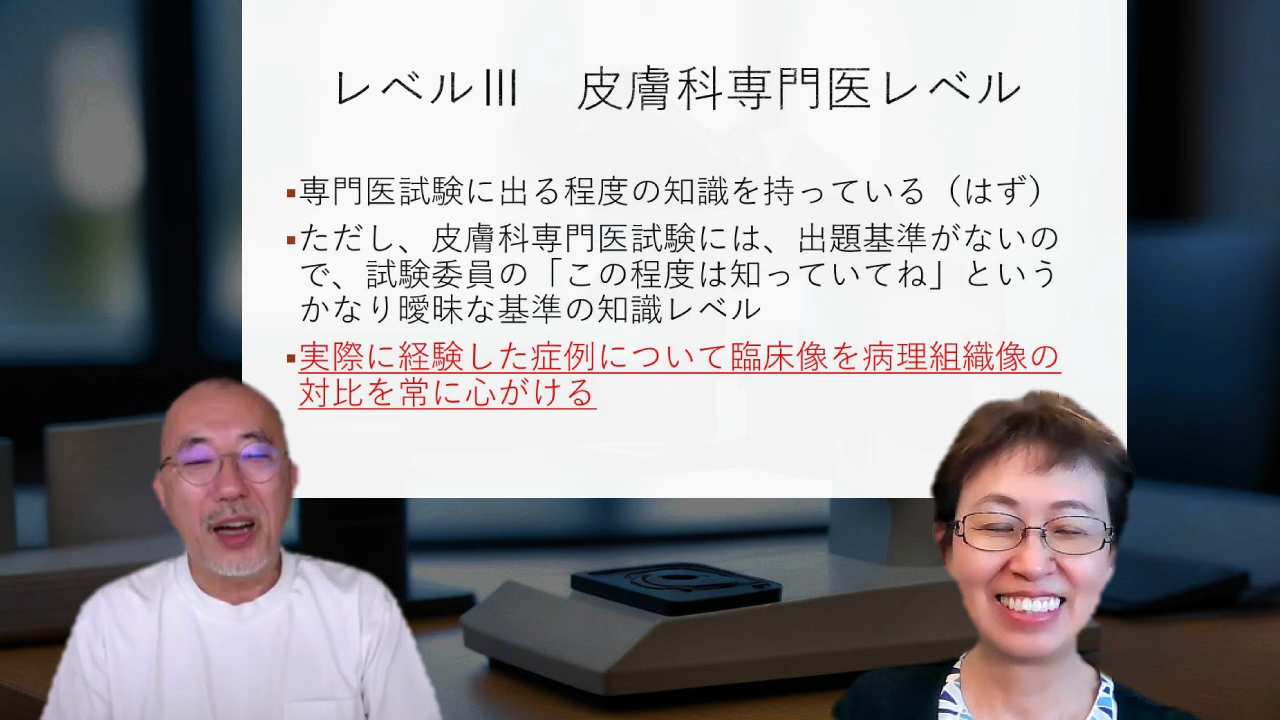 レベルⅢ　皮膚科専門医レベル
▪専門医試験に出る程度の知識を持っている（はず）
▪ただし、皮膚科専門医試験には、出題基準がないの
で、試験委員の「この程度は知っていてね」という
かなり曖昧な基準の知識レベル
▪実際に経験した症例について臨床像を病理組織像の
対比を常に心がける